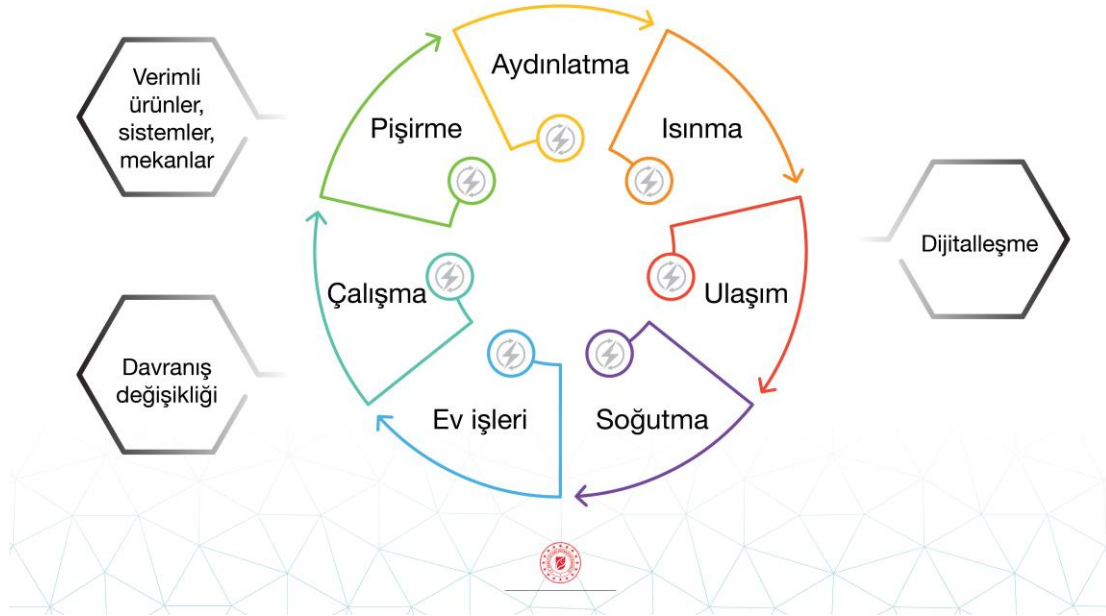 Verimli
ürünler,
sistemler,
mekanlar
Davranış
değişikliği
Aydınlatma
Isınma
Ulaşım
Soğutma
Ev işleri
Çalışma
Pişirme
Dijitalleşme